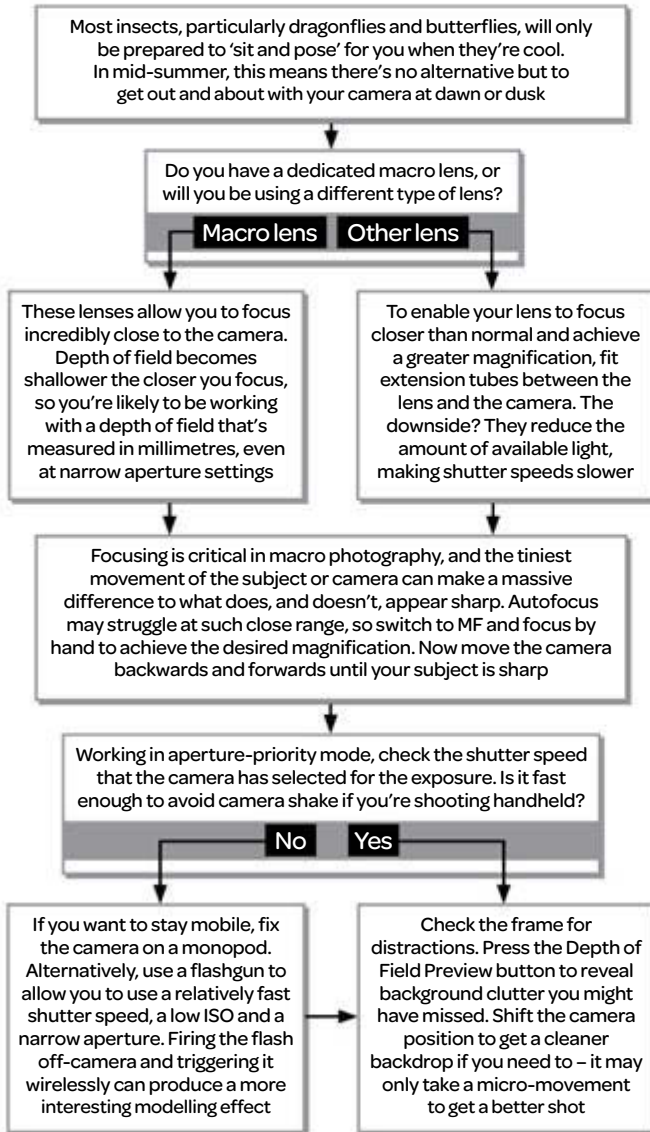 Most insects, particularly dragonflies and butterflies, will only
be prepared to ‘sit and pose’ for you when they’re cool.
In mid-summer, this means there’s no alternative but to
get out and about with your camera at dawn or dusk
Do you have a dedicated macro lens, or
will you be using a different type of lens?
Macro lens
Other lens
These lenses allow you to focus
incredibly close to the camera.
Depth of field becomes
shallower the closer you focus,
so you’re likely to be working
with a depth of field that’s
measured in millimetres, even
at narrow aperture settings
To enable your lens to focus
closer than normal and achieve
a greater magnification, fit
extension tubes between the
lens and the camera. The
downside? They reduce the
amount of available light,
making shutter speeds slower
Focusing is critical in macro photography, and the tiniest
movement of the subject or camera can make a massive
difference to what does, and doesn’t, appear sharp. Autofocus
may struggle at such close range, so switch to MF and focus by
hand to achieve the desired magnification. Now move the camera
backwards and forwards until your subject is sharp
Working in aperture-priority mode, check the shutter speed
that the camera has selected for the exposure. Is it fast
enough to avoid camera shake if you’re shooting handheld?
No
Yes
If you want to stay mobile, fix
the camera on a monopod.
Alternatively, use a flashgun to
allow you to use a relatively fast
shutter speed, a low ISO and a
narrow aperture. Firing the flash
off-camera and triggering it
wirelessly can produce a more
interesting modelling effect
Check the frame for
distractions. Press the Depth of
Field Preview button to reveal
background clutter you might
have missed. Shift the camera
position to get a cleaner
backdrop if you need to – it may
only take a micro-movement
to get a better shot